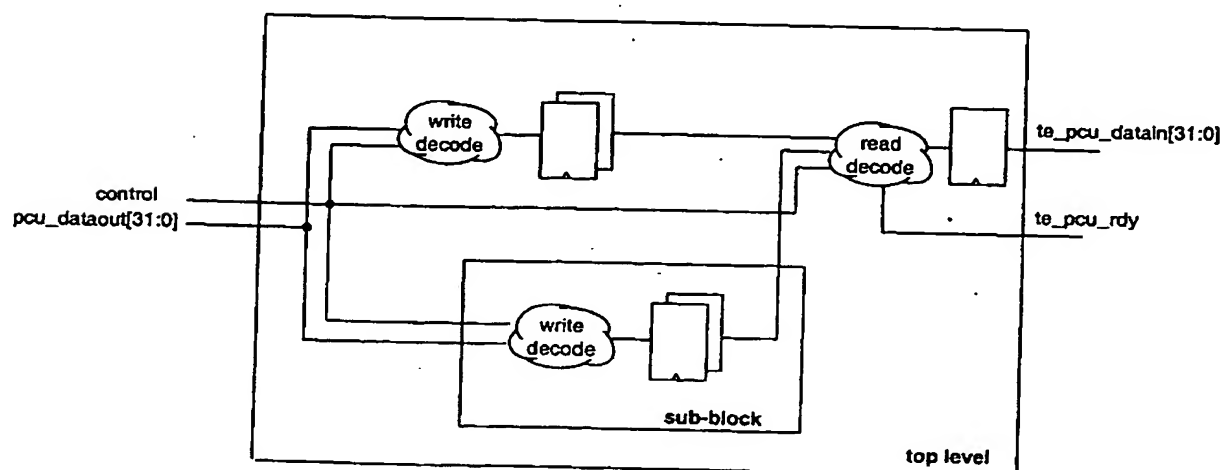 write
decode
read
decode
te_pcu_datain[31:0]
control
pcu_dataout[31:0]
te_pcu_rdy
write
decode
sub-block
top level